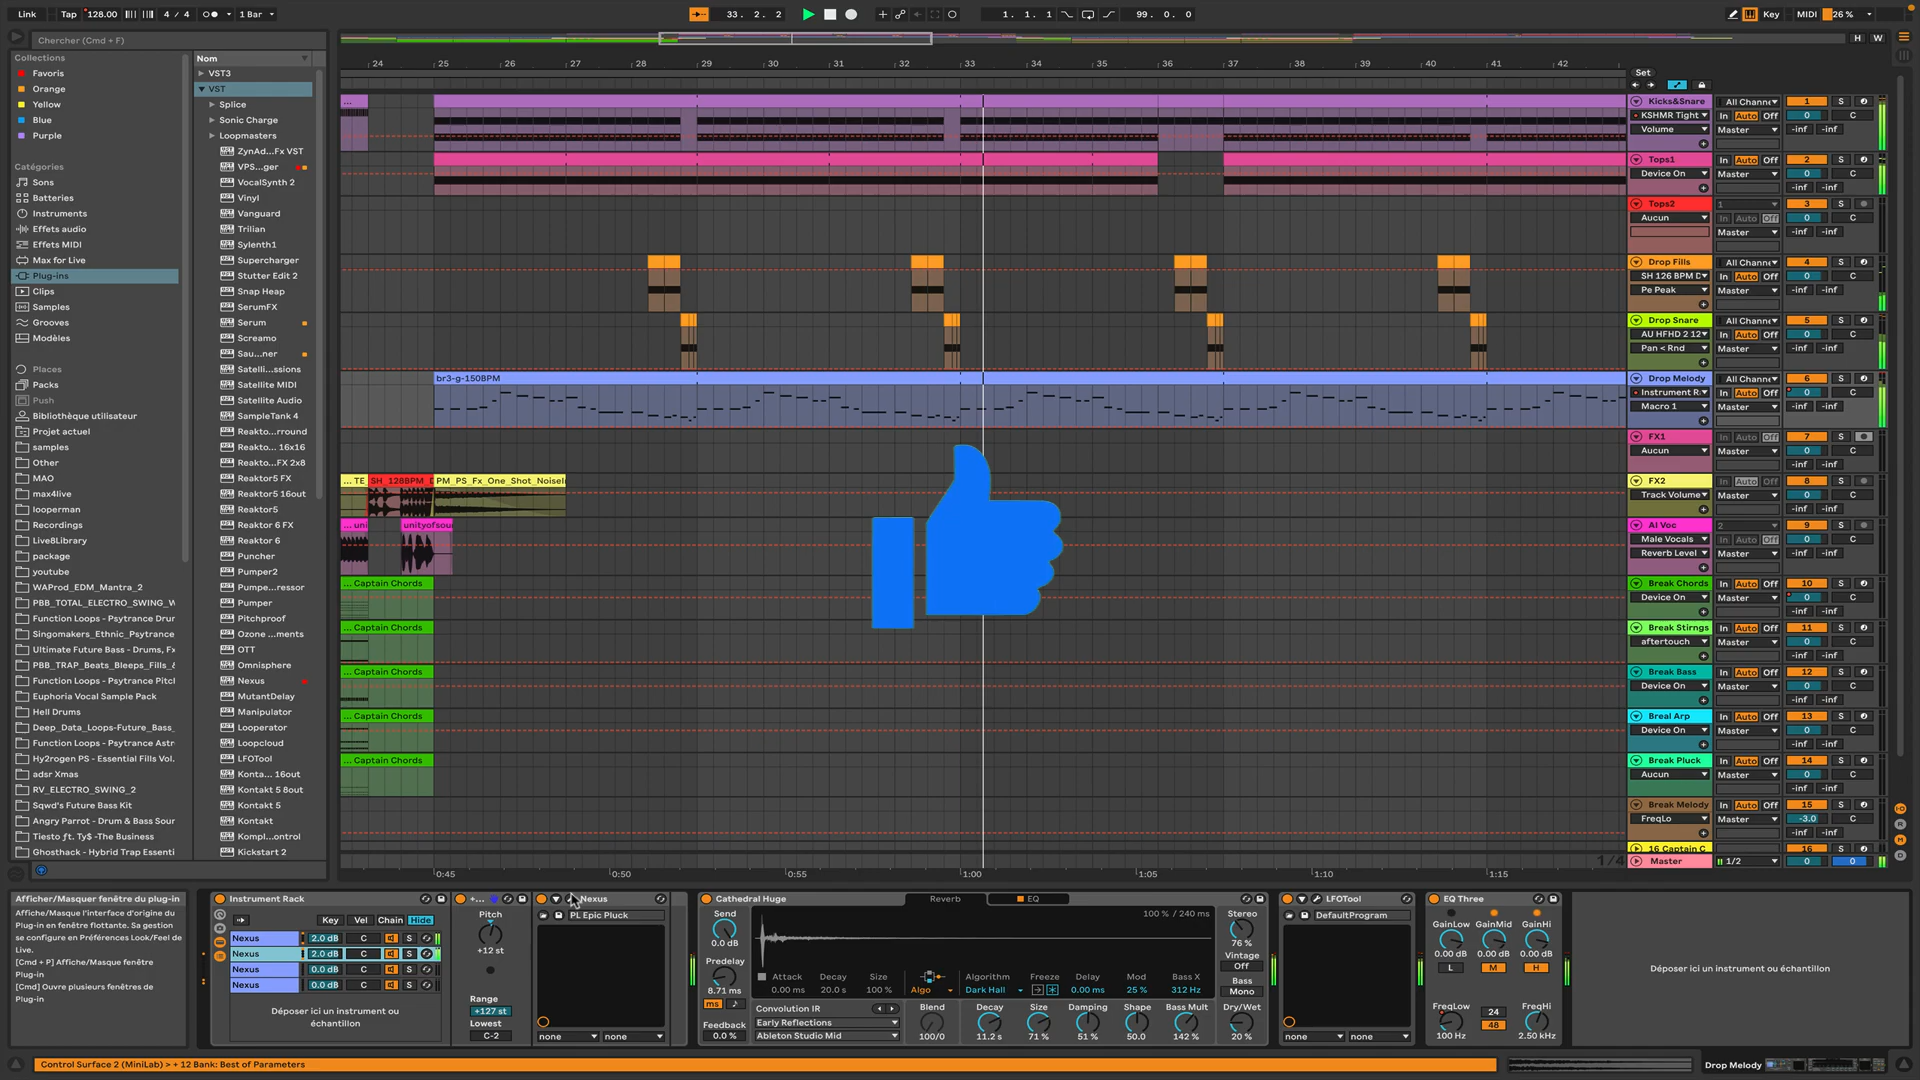 Link Tap 128.00 4 / 4 1 Bar 33. 2. 2 1. 1. 1 99. 0. 0 Key MIDI 26 %
Chercher (Cmd + F)
H W
Collections
Favoris
Orange
Yellow
Blue
Purple
Catégories
Sons
Batteries
Instruments
Effets audio
Effets MIDI
Max for Live
Plug-ins
Clips
Samples
Grooves
Modèles
Places
Packs
Push
Bibliothèque utilisateur
Projet actuel
samples
Other
MAO
max4live
looperman
Recordings
Live8Library
package
youtube
WAProd_EDM_Mantra_2
PBB_TOTAL_ELECTRO_SWING_W
Function Loops - Psytrance Drur
Singomakers_Ethnic_Psytrance
Ultimate Future Bass - Drums, Fx
PBB_TRAP_Beats_Bleeps_Fills_&
Function Loops - Psytrance Pitcl
Euphoria Vocal Sample Pack
Hell Drums
Deep_Data_Loops-Future_Bass_
Function Loops - Psytrance Astr
Hy2rogen PS - Essential Fills Vol.
adsr Xmas
RV_ELECTRO_SWING_2
Sqwd's Future Bass Kit
Angry Parrot - Drum & Bass Sour
Tiesto ft. Ty$ -The Business
Ghosthack - Hybrid Trap Essenti
Nom
VST3
VST
Splice
Sonic Charge
Loopmasters
ZynAd...Fx VST
VPS...ger
VocalSynth 2
Vinyl
Vanguard
Trilian
Sylenth1
Supercharger
Stutter Edit 2
Snap Heap
SerumFX
Serum
Screamo
Sau...ner
Satelli...ssions
Satellite MIDI
Satellite Audio
SampleTank 4
Reakto...rround
Reakto... 16x16
Reakto...FX 2x8
Reaktor5 FX
Reaktor5 16out
Reaktor5
Reaktor 6 FX
Reaktor 6
Puncher
Pumper2
Pumpe...ressor
Pumper
Pitchproof
Ozone ...ments
OTT
Omnisphere
Nexus
MutantDelay
Manipulator
Looperator
Loopcloud
LFOTool
Konta... 16out
Kontakt 5 8out
Kontakt 5
Kontakt
Kompl...ontrol
Kickstart 2
24 25 26 27 28 29 30 31 32 33 34 35 36 37 38 39 40 41 42
...
br3-g-150BPM
... TE SH_128BPM_D PM_PS_Fx_One_Shot_NoiseI
... uni unityofsou
... Captain Chords
... Captain Chords
... Captain Chords
... Captain Chords
... Captain Chords
1/4
0:45 0:50 0:55 1:00 1:05 1:10 1:15
Set
Kicks&Snare All Channe 1 S
KSHMR Tight In Auto Off 0 C
Volume Master -inf -inf
Tops1 In Auto Off 2 S
Device On Master 0 C
-inf -inf
Tops2 1 3 S
Aucun In Auto Off 0 C
Master -inf -inf
Drop Fills In Auto Off 4 S
SH 126 BPM D In Auto Off 0 C
Pe Peak Master -inf -inf
Drop Snare All Channe 5 S
AU HFHD 2 12 In Auto Off 0 C
Pan < Rnd Master -inf -inf
Drop Melody All Channe 6 S
Instrument R In Auto Off 0 C
Macro 1 Master -inf -inf
FX1 In Auto Off 7 S
Aucun Master 0 C
-inf -inf
FX2 In Auto Off 8 S
Track Volume Master 0 C
-inf -inf
AI Voc 2 9 S
Male Vocals In Auto Off 0 C
Reverb Level Master -inf -inf
Break Chords In Auto Off 10 S
Device On Master 0 C
-inf -inf
Break Stirngs In Auto Off 11 S
aftertouch Master 0 C
-inf -inf
Break Bass In Auto Off 12 S
Device On Master 0 C
-inf -inf
Breal Arp In Auto Off 13 S
Device On Master 0 C
-inf -inf
Break Pluck In Auto Off 14 S
Aucun Master 0 C
-inf -inf
Break Melody In Auto Off 15 S
FreqLo Master -3.0 C
-inf -inf
16 Captain C 16 S
Master 1/2 0 0
Afficher/Masquer fenêtre du plug-in
Affiche/Masque l'interface d'origine du
Plug-in en fenêtre flottante. Sa gestion
se configure en Préférences Look/Feel de
Live.
[Cmd + P] Affiche/Masque fenêtre
Plug-in
[Cmd] Ouvre plusieurs fenêtres de
Plug-in
Instrument Rack
Key Vel Chain Hide
Nexus 2.0 dB C S
Nexus 2.0 dB C S
Nexus 0.0 dB C S
Nexus 0.0 dB C S
Déposer ici un instrument ou
échantillon
+...
Pitch
+12 st
Range
+127 st
Lowest
C-2
Nexus
PL Epic Pluck
none none
Cathedral Huge Reverb EQ
Send
0.0 dB
Predelay
8.71 ms
ms
Feedback
0.0 %
100 % / 240 ms
Attack Decay Size Algorithm Freeze Delay Mod Bass X
0.00 ms 20.0 s 100 % Algo Dark Hall 0.00 ms 25 % 312 Hz
Convolution IR Blend Decay Size Damping Shape Bass Mult
Early Reflections
Ableton Studio Mid 100/0 11.2 s 71 % 51 % 50.0 142 %
Stereo
76 %
Vintage
Off
Bass
Mono
Dry/Wet
20 %
LFOTool
DefaultProgram
none none
EQ Three
GainLow GainMid GainHi
0.00 dB 0.00 dB 0.00 dB
L M H
FreqLo 24 FreqHi
48
100 Hz 2.50 kHz
Déposer ici un instrument ou échantillon
Control Surface 2 (MiniLab) > + 12 Bank: Best of Parameters
Drop Melody